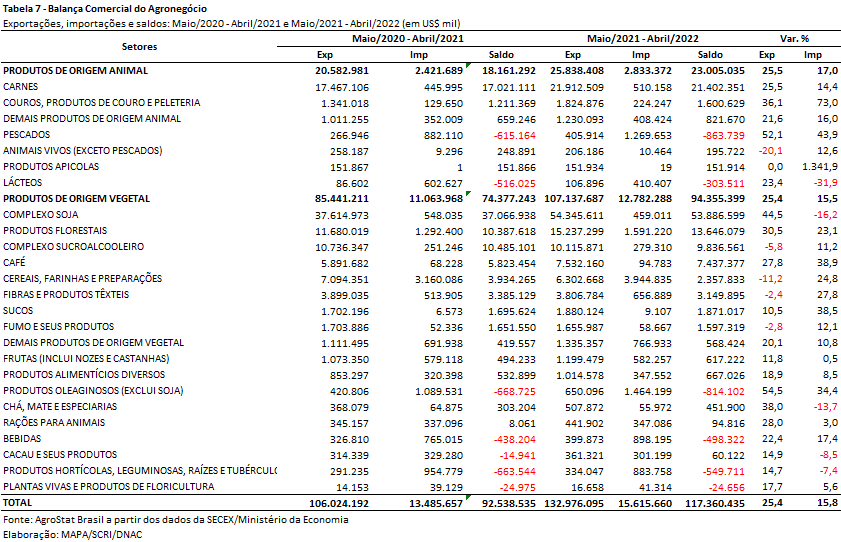 Tabela 7 - Balança Comercial do Agronegócio
Exportações, importações e saldos: Maio/2020 - Abril/2021 e Maio/2021 - Abril/2022 (em US$ mil)
Setores Maio/2020 - Abril/2021 Maio/2021 - Abril/2022 Var. %
Exp Imp Saldo Exp Imp Saldo Exp Imp
PRODUTOS DE ORIGEM ANIMAL 20.582.981 2.421.689 18.161.292 25.838.408 2.833.372 23.005.035 25,5 17,0
CARNES 17.467.106 445.995 17.021.111 21.912.509 510.158 21.402.351 25,5 14,4
COUROS, PRODUTOS DE COURO E PELETERIA 1.341.018 129.650 1.211.369 1.824.876 224.247 1.600.629 36,1 73,0
DEMAIS PRODUTOS DE ORIGEM ANIMAL 1.011.255 352.009 659.246 1.230.093 408.424 821.670 21,6 16,0
PESCADOS 266.946 882.110 -615.164 405.914 1.269.653 -863.739 52,1 43,9
ANIMAIS VIVOS (EXCETO PESCADOS) 258.187 9.296 248.891 206.186 10.464 195.722 -20,1 12,6
PRODUTOS APICOLAS 151.867 1 151.866 151.934 19 151.914 0,0 1.341,9
LÁCTEOS 86.602 602.627 -516.025 106.896 410.407 -303.511 23,4 -31,9
PRODUTOS DE ORIGEM VEGETAL 85.441.211 11.063.968 74.377.243 107.137.687 12.782.288 94.355.399 25,4 15,5
COMPLEXO SOJA 37.614.973 548.035 37.066.938 54.345.611 459.011 53.886.599 44,5 -16,2
PRODUTOS FLORESTAIS 11.680.019 1.292.400 10.387.618 15.237.299 1.591.220 13.646.079 30,5 23,1
COMPLEXO SUCROALCOOLEIRO 10.736.347 251.246 10.485.101 10.115.871 279.310 9.836.561 -5,8 11,2
CAFÉ 5.891.682 68.228 5.823.454 7.532.160 94.783 7.437.377 27,8 38,9
CEREAIS, FARINHAS E PREPARAÇÕES 7.094.351 3.160.086 3.934.265 6.302.668 3.944.835 2.357.833 -11,2 24,8
FIBRAS E PRODUTOS TÊXTEIS 3.899.035 513.905 3.385.129 3.806.784 656.889 3.149.895 -2,4 27,8
SUCOS 1.702.196 6.573 1.695.624 1.880.124 9.107 1.871.017 10,5 38,5
FUMO E SEUS PRODUTOS 1.703.886 52.336 1.651.550 1.655.987 58.667 1.597.319 -2,8 12,1
DEMAIS PRODUTOS DE ORIGEM VEGETAL 1.111.495 691.938 419.557 1.335.357 766.933 568.424 20,1 10,8
FRUTAS (INCLUI NOZES E CASTANHAS) 1.073.350 579.118 494.233 1.199.479 582.257 617.222 11,8 0,5
PRODUTOS ALIMENTÍCIOS DIVERSOS 853.297 320.398 532.899 1.014.578 347.552 667.026 18,9 8,5
PRODUTOS OLEAGINOSOS (EXCLUI SOJA) 420.806 1.089.531 -668.725 650.096 1.464.199 -814.102 54,5 34,4
CHÁ, MATE E ESPECIARIAS 368.079 64.875 303.204 507.872 55.972 451.900 38,0 -13,7
RAÇÕES PARA ANIMAIS 345.157 337.096 8.061 441.902 347.086 94.816 28,0 3,0
BEBIDAS 326.810 765.015 -438.204 399.873 898.195 -498.322 22,4 17,4
CACAU E SEUS PRODUTOS 314.339 329.280 -14.941 361.321 301.199 60.122 14,9 -8,5
PRODUTOS HORTÍCOLAS, LEGUMINOSAS, RAÍZES E TUBÉRCULO 291.235 954.779 -663.544 334.047 883.758 -549.711 14,7 -7,4
PLANTAS VIVAS E PRODUTOS DE FLORICULTURA 14.153 39.129 -24.975 16.658 41.314 -24.656 17,7 5,6
TOTAL 106.024.192 13.485.657 92.538.535 132.976.095 15.615.660 117.360.435 25,4 15,8
Fonte: AgroStat Brasil a partir dos dados da SECEX/Ministério da Economia
Elaboração: MAPA/SCRI/DNAC